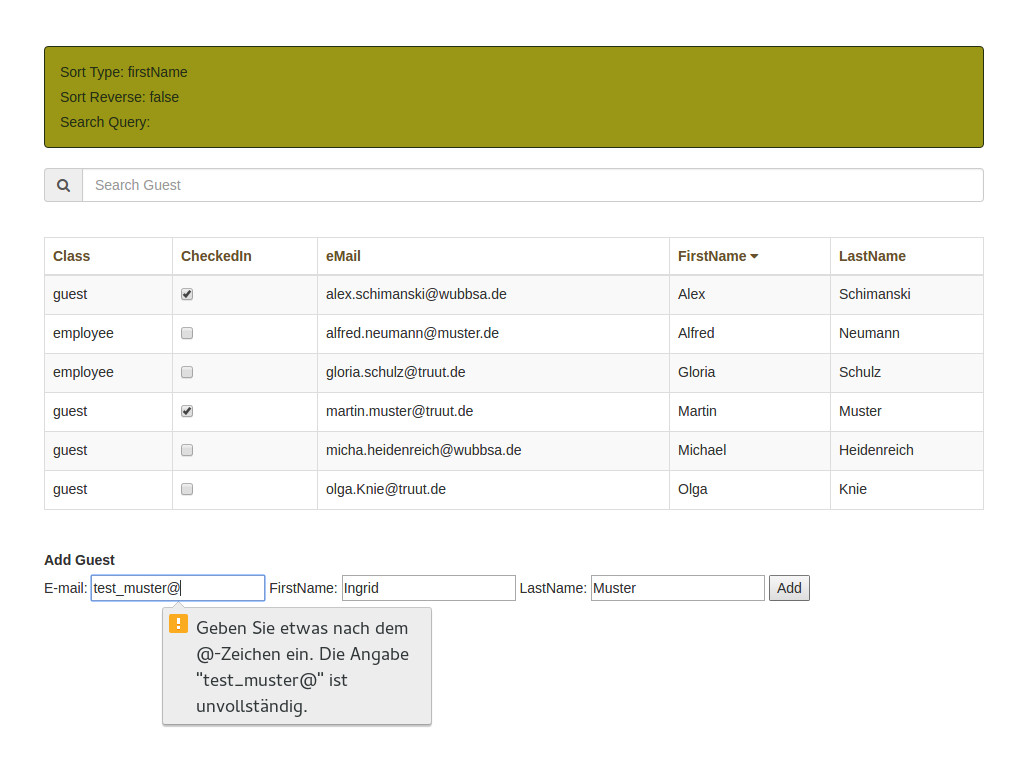 Sort Type: firstName
Sort Reverse: false
Search Query:
Search Guest
Class CheckedIn eMail FirstName LastName
guest alex.schimanski@wubbsa.de Alex Schimanski
employee alfred.neumann@muster.de Alfred Neumann
employee gloria.schulz@truut.de Gloria Schulz
guest martin.muster@truut.de Martin Muster
guest micha.heidenreich@wubbsa.de Michael Heidenreich
guest olga.Knie@truut.de Olga Knie
Add Guest
E-mail: test_muster@ FirstName: Ingrid LastName: Muster Add
Geben Sie etwas nach dem
@-Zeichen ein. Die Angabe
"test_muster@" ist
unvollständig.